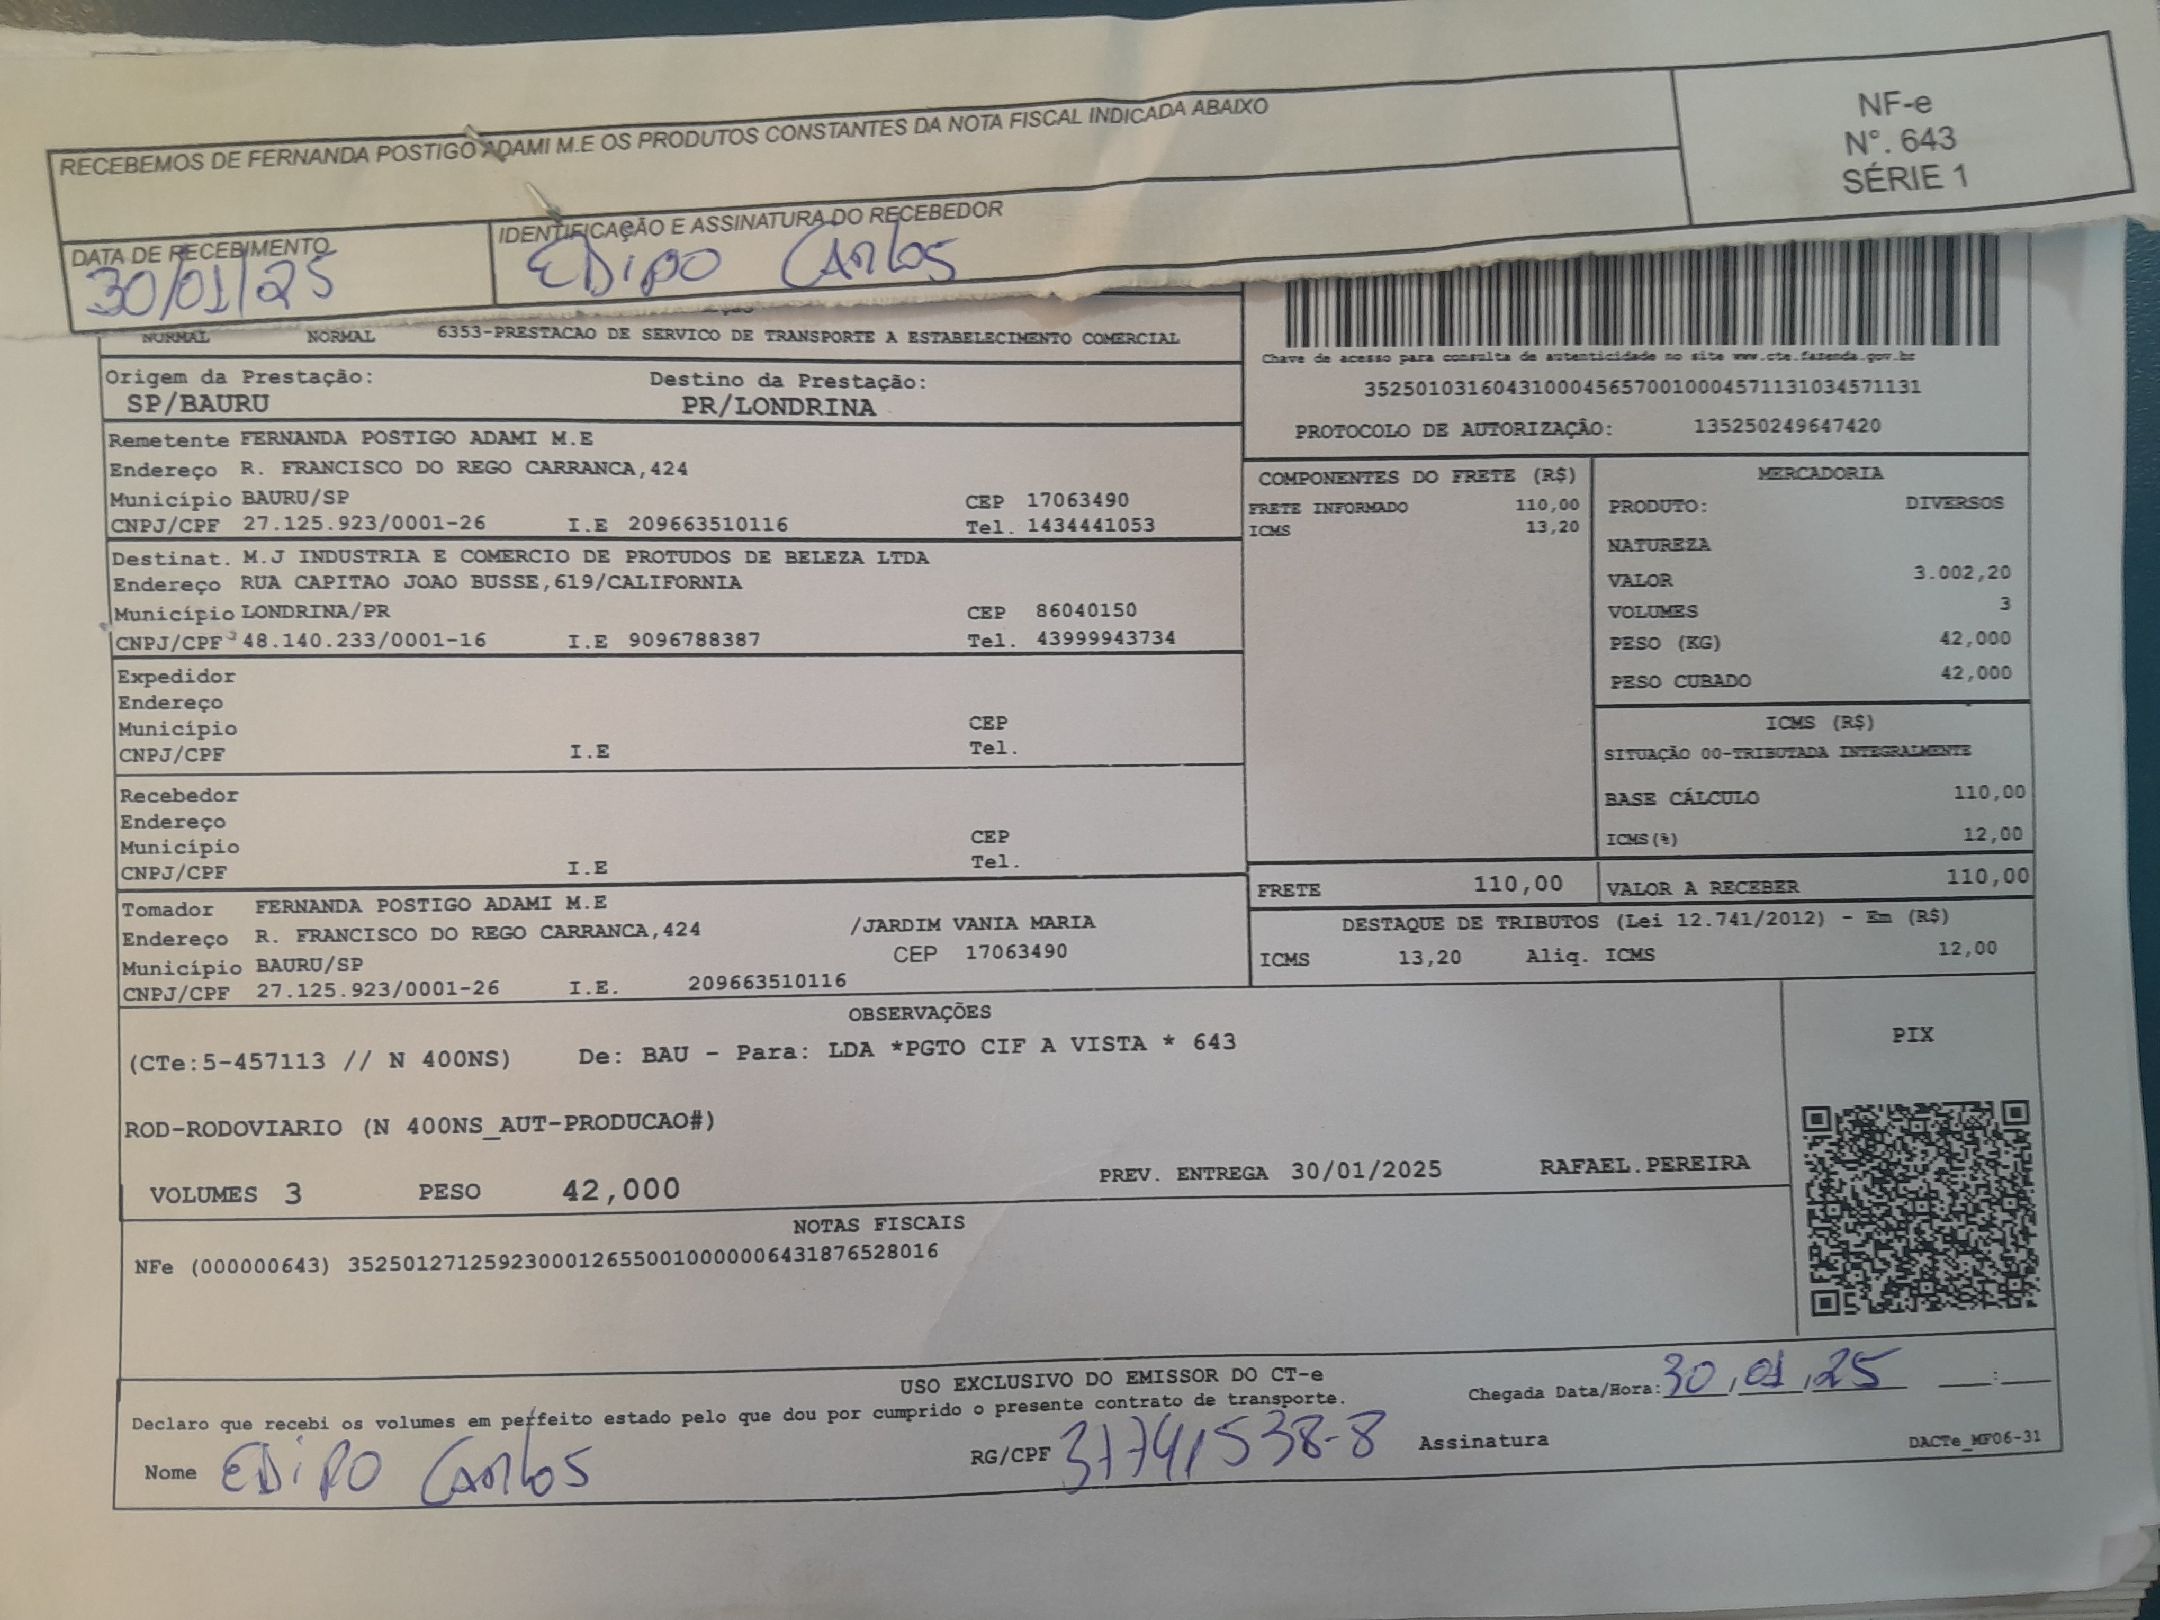 RECEBEMOS DE FERNANDA POSTIGO ADAMI M.E OS PRODUTOS CONSTANTES DA NOTA FISCAL INDICADA ABAIXO
NF-e
Nº. 643
SÉRIE 1
DATA DE RECEBIMENTO
30/01/25
IDENTIFICAÇÃO E ASSINATURA DO RECEBEDOR
EDiPO CARlos
NORMAL NORMAL 6353-PRESTACAO DE SERVICO DE TRANSPORTE A ESTABELECIMENTO COMERCIAL
Chave de acesso para consulta de autenticidade no site www.cte.fazenda.gov.br
35250103160431000456570010004571131034571131
PROTOCOLO DE AUTORIZAÇÃO: 135250249647420
Origem da Prestação: Destino da Prestação:
SP/BAURU PR/LONDRINA
Remetente FERNANDA POSTIGO ADAMI M.E
Endereço R. FRANCISCO DO REGO CARRANCA,424
Município BAURU/SP CEP 17063490
CNPJ/CPF 27.125.923/0001-26 I.E 209663510116 Tel. 1434441053
Destinat. M.J INDUSTRIA E COMERCIO DE PROTUDOS DE BELEZA LTDA
Endereço RUA CAPITAO JOAO BUSSE,619/CALIFORNIA
Município LONDRINA/PR CEP 86040150
CNPJ/CPF 48.140.233/0001-16 I.E 9096788387 Tel. 43999943734
Expedidor
Endereço
Município CEP
CNPJ/CPF I.E Tel.
Recebedor
Endereço
Município CEP
CNPJ/CPF I.E Tel.
Tomador FERNANDA POSTIGO ADAMI M.E
Endereço R. FRANCISCO DO REGO CARRANCA,424 /JARDIM VANIA MARIA
Município BAURU/SP CEP 17063490
CNPJ/CPF 27.125.923/0001-26 I.E. 209663510116
COMPONENTES DO FRETE (R$)
FRETE INFORMADO 110,00
ICMS 13,20
MERCADORIA
PRODUTO: DIVERSOS
NATUREZA
VALOR 3.002,20
VOLUMES 3
PESO (KG) 42,000
PESO CUBADO 42,000
ICMS (R$)
SITUAÇÃO 00-TRIBUTADA INTEGRALMENTE
BASE CÁLCULO 110,00
ICMS(%) 12,00
FRETE 110,00 VALOR A RECEBER 110,00
DESTAQUE DE TRIBUTOS (Lei 12.741/2012) - Em (R$)
ICMS 13,20 Aliq. ICMS 12,00
OBSERVAÇÕES
(CTe:5-457113 // N 400NS) De: BAU - Para: LDA *PGTO CIF A VISTA * 643
ROD-RODOVIARIO (N 400NS_AUT-PRODUCAO#)
VOLUMES 3 PESO 42,000 PREV. ENTREGA 30/01/2025 RAFAEL.PEREIRA
PIX
NOTAS FISCAIS
NFe (000000643) 35250127125923000126550010000006431876528016
USO EXCLUSIVO DO EMISSOR DO CT-e
Declaro que recebi os volumes em perfeito estado pelo que dou por cumprido o presente contrato de transporte.
Chegada Data/Hora: 30,01,25 __:__
Nome EDiPO CARlos RG/CPF 31741538-8 Assinatura
DACTe_MF06-31